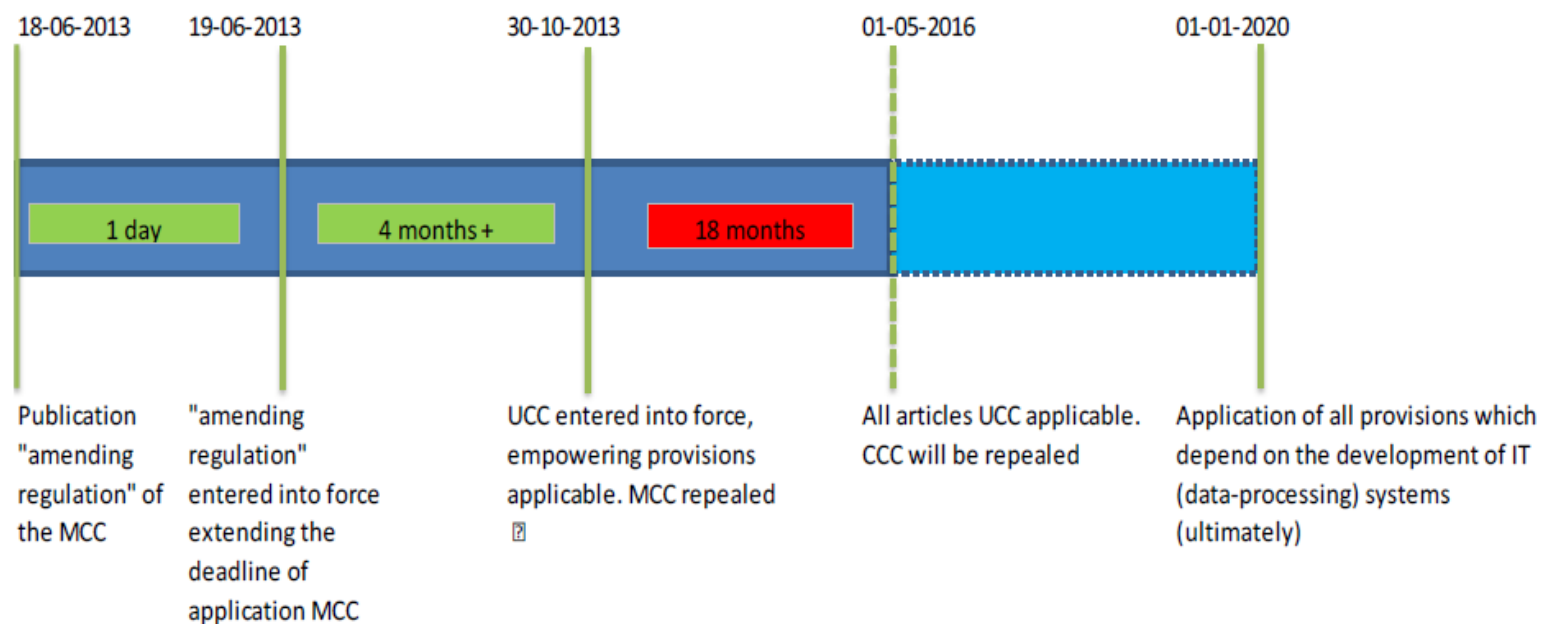 18-06-2013
19-06-2013
30-10-2013
01-05-2016
01-01-2020
1 day
4 months +
18 months
Publication
"amending
regulation" of
the MCC
"amending
regulation"
entered into force
extending the
deadline of
application MCC
UCC entered into force,
empowering provisions
applicable. MCC repealed
All articles UCC applicable.
CCC will be repealed
Application of all provisions which
depend on the development of IT
(data-processing) systems
(ultimately)